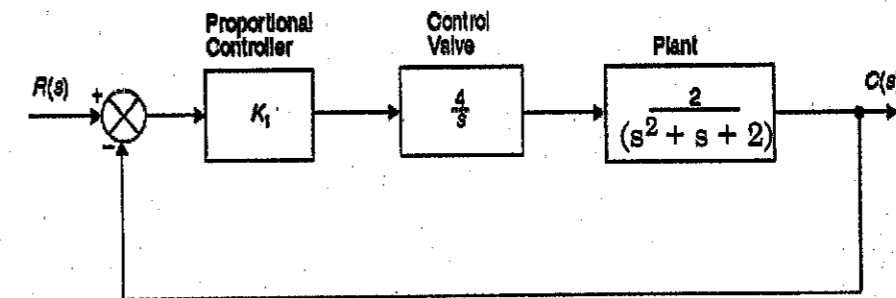 Proportional Controller
Control Valve
Plant
R(s)
C(s)
+
K₁
4/s
2/(s² + s + 2)
−